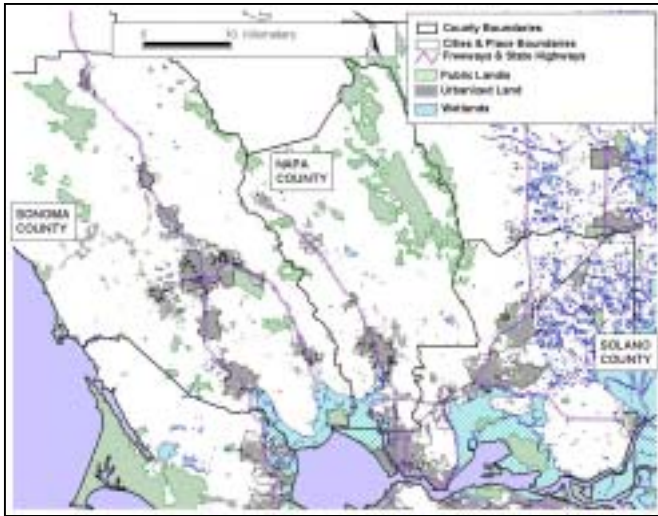 0 10 kilometers
County Boundaries
Cities & Place Boundaries
Freeways & State Highways
Public Lands
Urbanized Land
Wetlands
NAPA
COUNTY
SONOMA
COUNTY
SOLANO
COUNTY